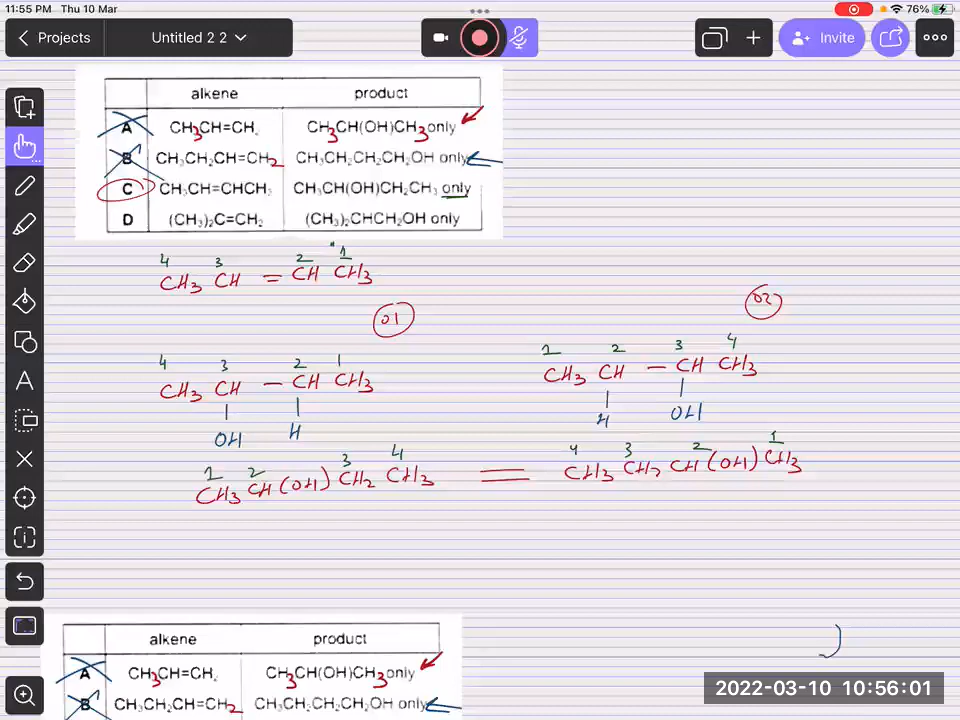 11:55 PM Thu 10 Mar 76%
Projects Untitled 2 2 Invite
alkene product
A CH3CH=CH2 CH3CH(OH)CH3 only
B CH3CH2CH=CH2 CH3CH2CH2CH2OH only
C CH3CH=CHCH3 CH3CH(OH)CH2CH3 only
D (CH3)2C=CH2 (CH3)2CHCH2OH only
4 3 2 1
CH3 CH = CH CH3
01 02
4 3 2 1
CH3 CH — CH CH3
OH H
1 2 3 4
CH3 CH — CH CH3
H OH
1 2 3 4
CH3 CH(OH) CH2 CH3
4 3 2 1
CH3 CH2 CH(OH) CH3
alkene product
A CH3CH=CH2 CH3CH(OH)CH3 only
B CH3CH2CH=CH2 CH3CH2CH2CH2OH only
2022-03-10 10:56:01